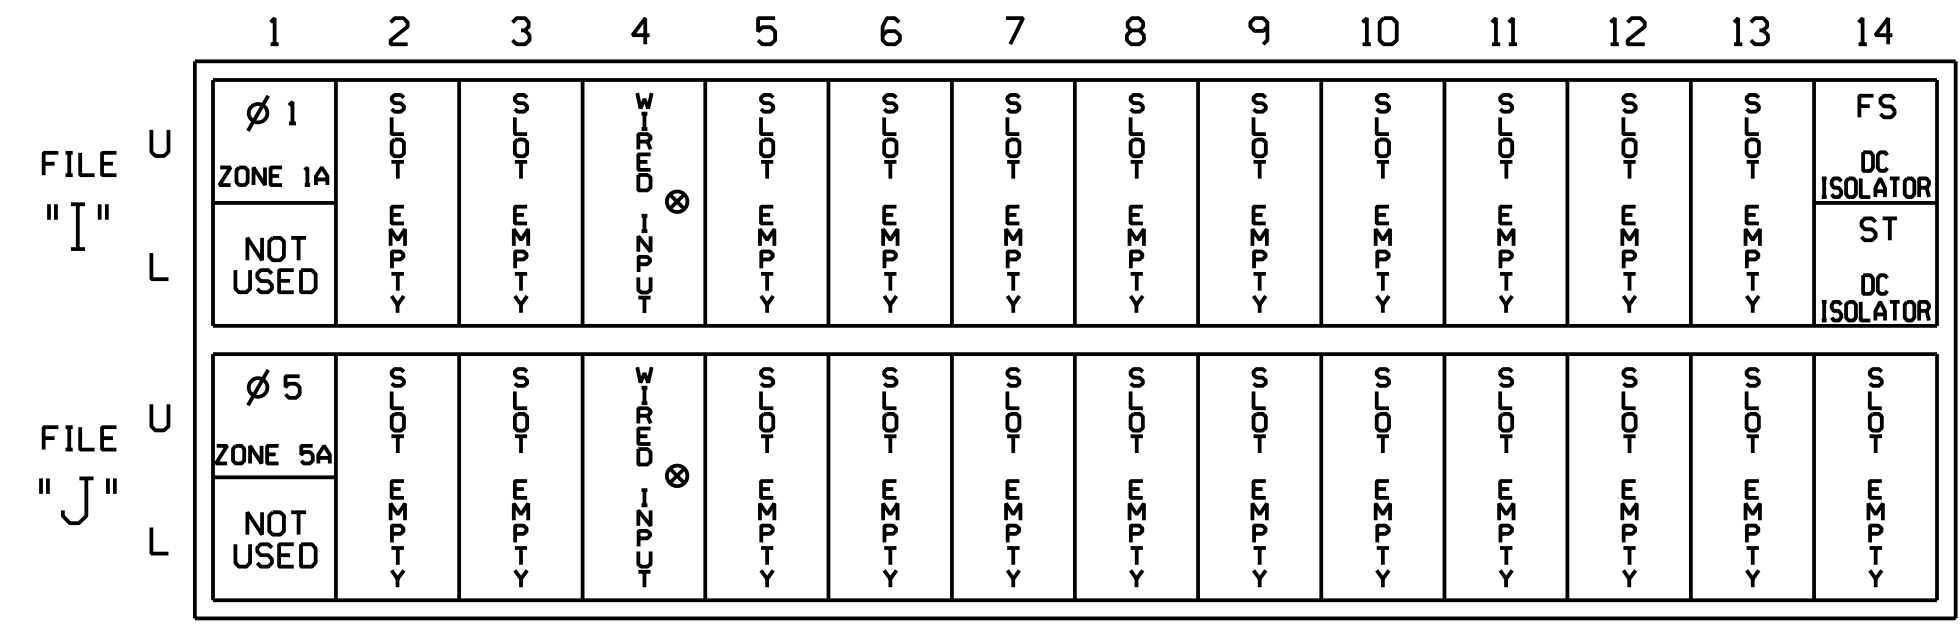 1 2 3 4 5 6 7 8 9 10 11 12 13 14
FILE "I"
U
L
Ø 1
ZONE 1A
NOT
USED
SLOT EMPTY
SLOT EMPTY
WIRED INPUT
SLOT EMPTY
SLOT EMPTY
SLOT EMPTY
SLOT EMPTY
SLOT EMPTY
SLOT EMPTY
SLOT EMPTY
SLOT EMPTY
SLOT EMPTY
FS
DC
ISOLATOR
ST
DC
ISOLATOR
FILE "J"
U
L
Ø 5
ZONE 5A
NOT
USED
SLOT EMPTY
SLOT EMPTY
WIRED INPUT
SLOT EMPTY
SLOT EMPTY
SLOT EMPTY
SLOT EMPTY
SLOT EMPTY
SLOT EMPTY
SLOT EMPTY
SLOT EMPTY
SLOT EMPTY
SLOT EMPTY